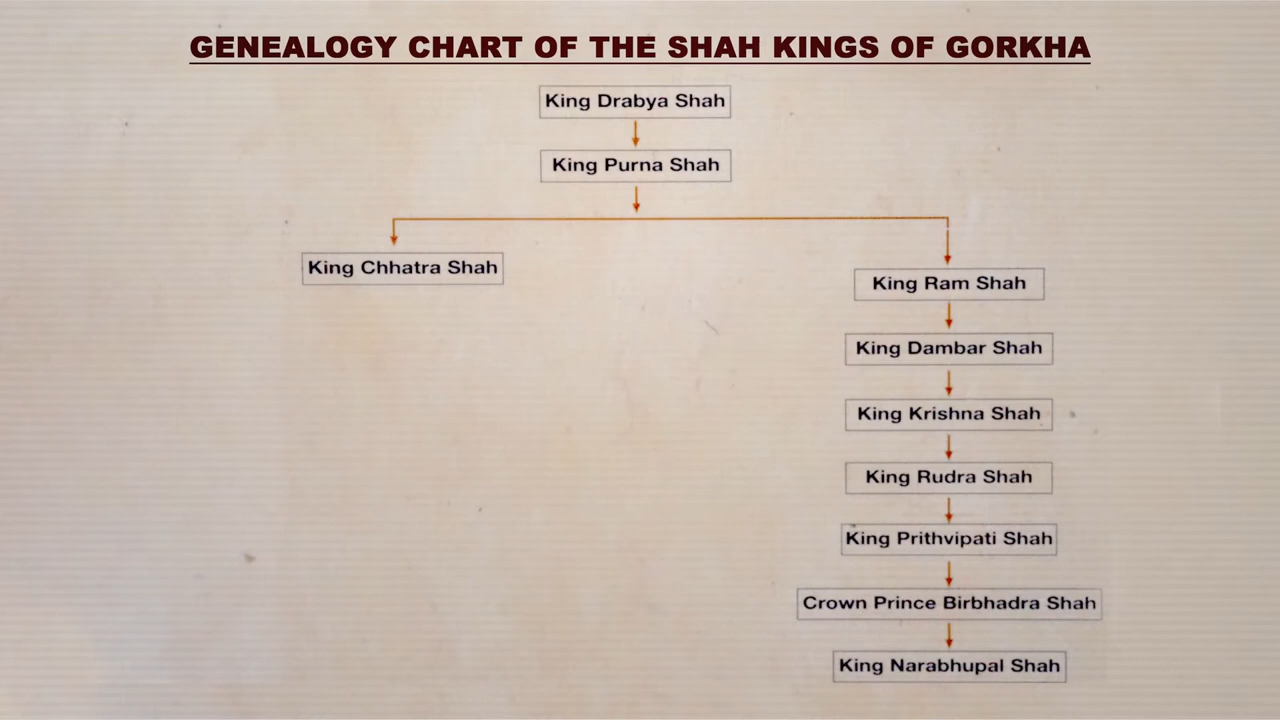 GENEALOGY CHART OF THE SHAH KINGS OF GORKHA
King Drabya Shah
King Purna Shah
King Chhatra Shah
King Ram Shah
King Dambar Shah
King Krishna Shah
King Rudra Shah
King Prithvipati Shah
Crown Prince Birbhadra Shah
King Narabhupal Shah